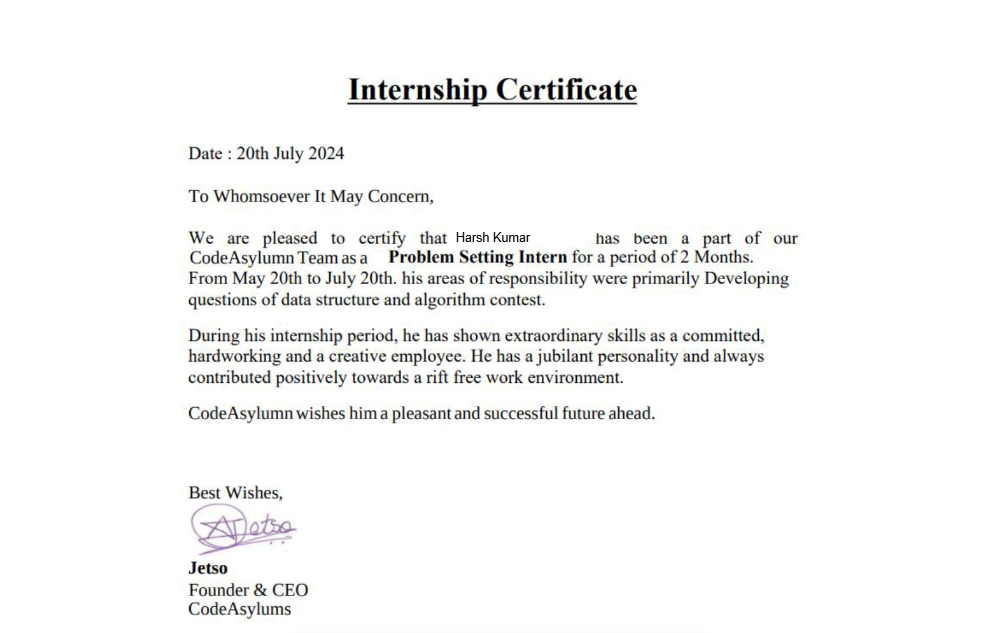 Internship Certificate
Date : 20th July 2024
To Whomsoever It May Concern,
We are pleased to certify that Harsh Kumar has been a part of our
CodeAsylumn Team as a Problem Setting Intern for a period of 2 Months.
From May 20th to July 20th. his areas of responsibility were primarily Developing
questions of data structure and algorithm contest.
During his internship period, he has shown extraordinary skills as a committed,
hardworking and a creative employee. He has a jubilant personality and always
contributed positively towards a rift free work environment.
CodeAsylumn wishes him a pleasant and successful future ahead.
Best Wishes,
Jetso
Jetso
Founder & CEO
CodeAsylums